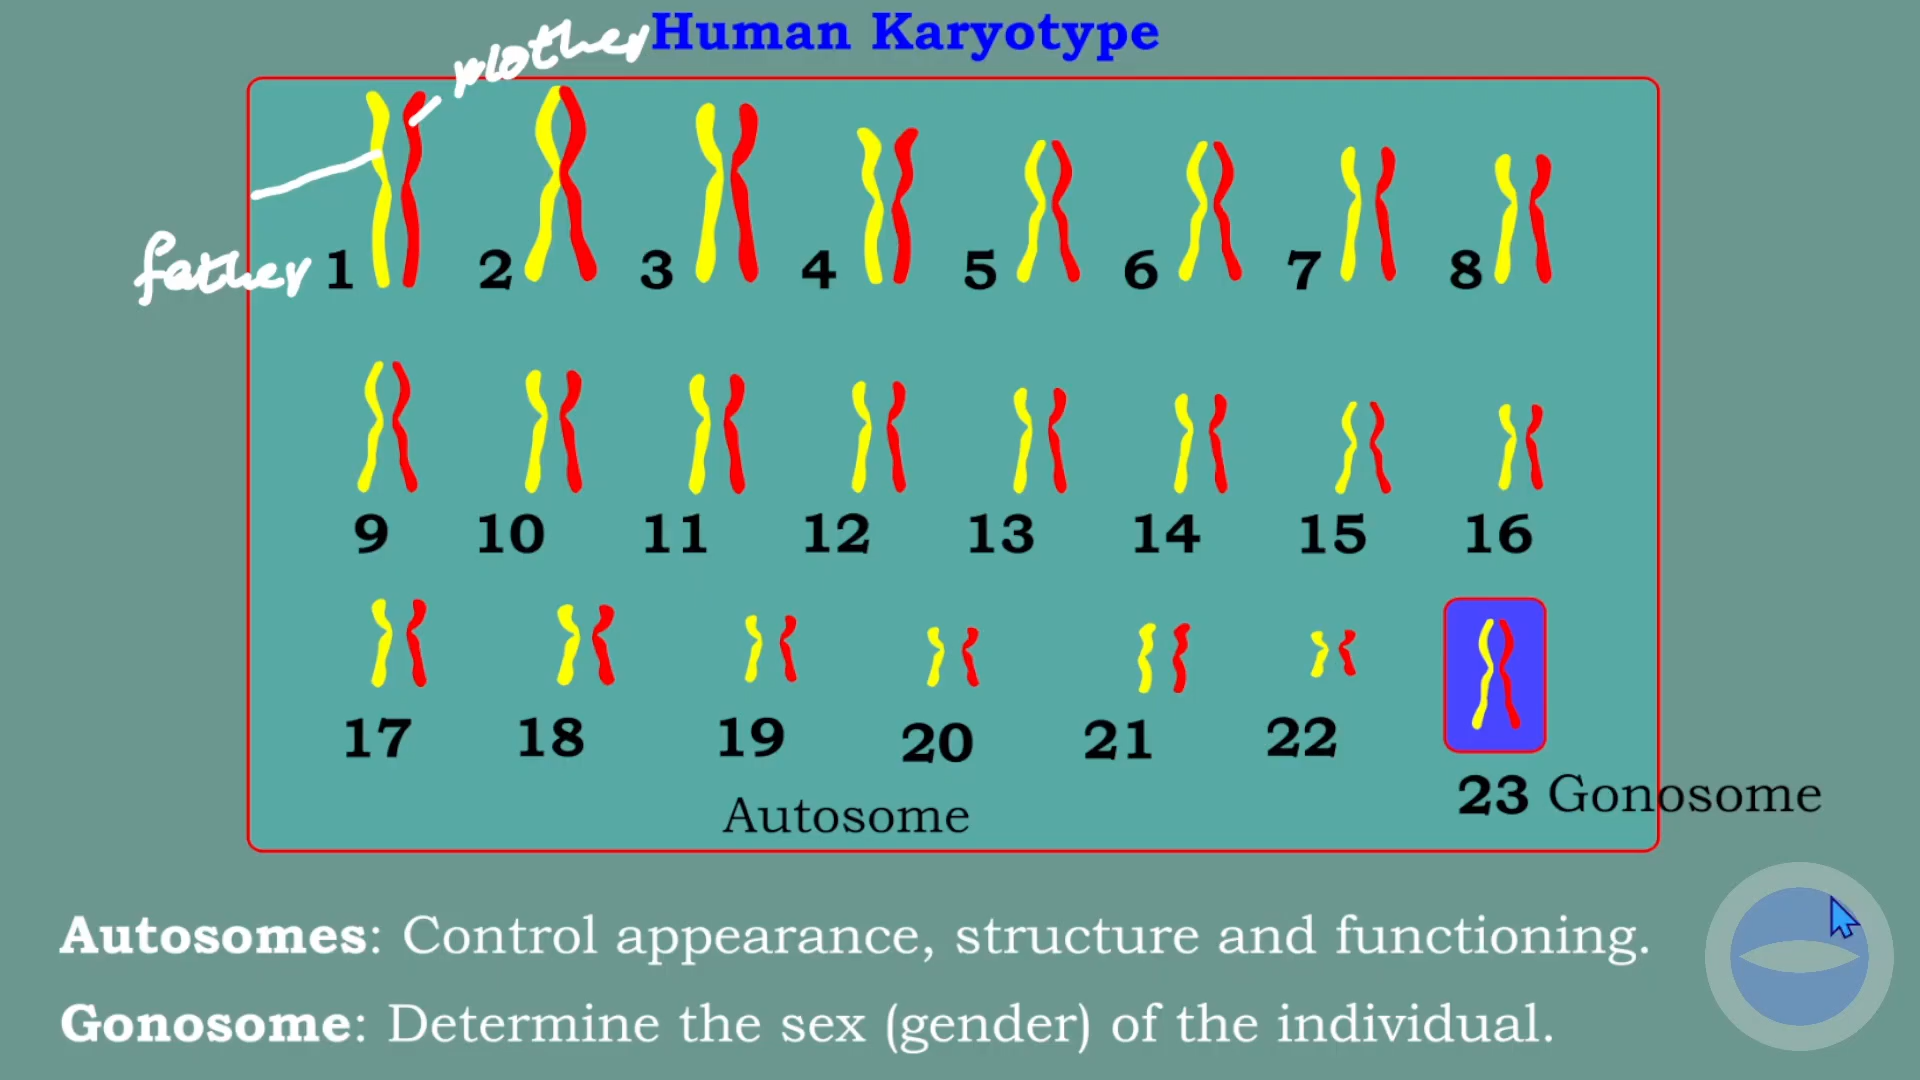 Human Karyotype
mother
father
1 2 3 4 5 6 7 8
9 10 11 12 13 14 15 16
17 18 19 20 21 22
23 Gonosome
Autosome
Autosomes: Control appearance, structure and functioning.
Gonosome: Determine the sex (gender) of the individual.